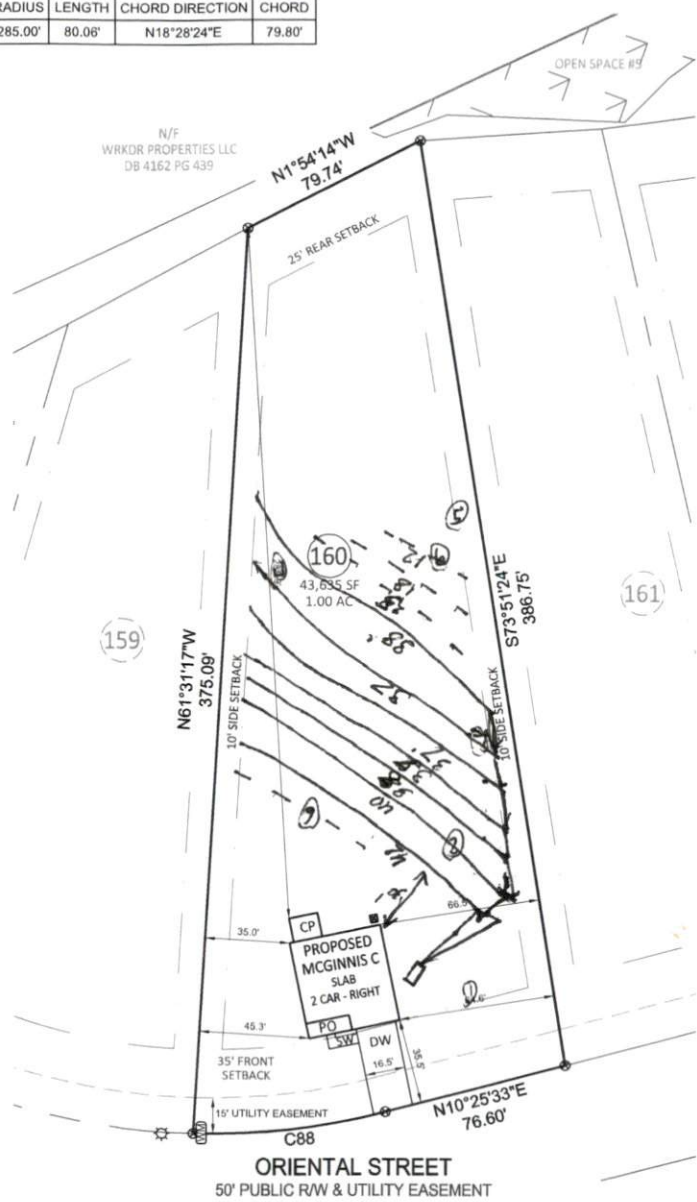 RADIUS LENGTH CHORD DIRECTION CHORD
285.00' 80.06' N18°28'24"E 79.80'
OPEN SPACE #9
N/F
WRKDR PROPERTIES LLC
DB 4162 PG 439
N1°54'14"W
79.74'
25' REAR SETBACK
160
43,635 SF
1.00 AC
159
161
N61°31'17"W
375.09'
S73°51'24"E
386.75'
10' SIDE SETBACK
10' SIDE SETBACK
37'
40
CP
PROPOSED
MCGINNIS C
SLAB
2 CAR - RIGHT
35.0'
PO
SW
DW
45.3'
16.5'
35.5'
35' FRONT
SETBACK
15' UTILITY EASEMENT
C88
N10°25'33"E
76.60'
ORIENTAL STREET
50' PUBLIC R/W & UTILITY EASEMENT